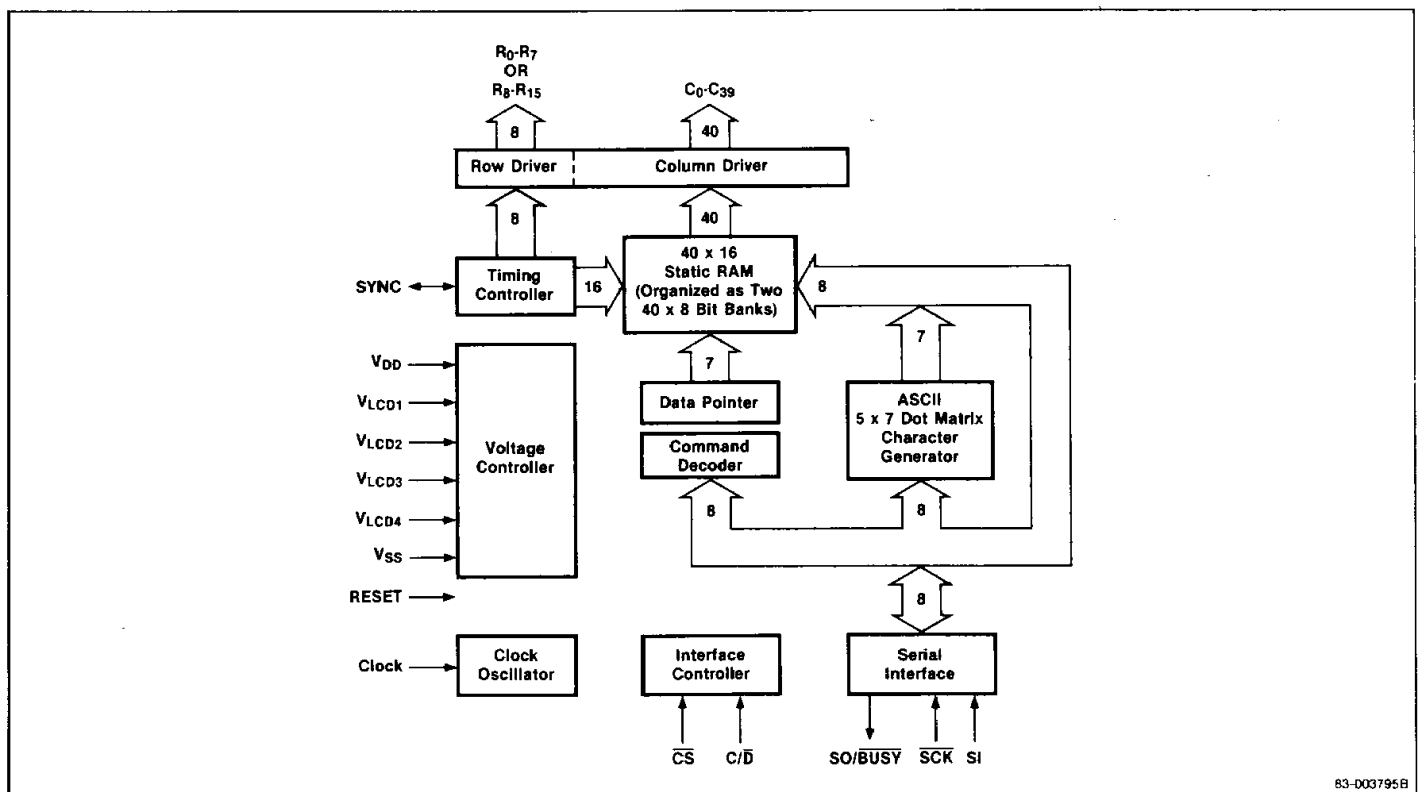 R0-R7
OR
R8-R15
C0-C39
8
40
Row Driver
Column Driver
8
40
SYNC
Timing
Controller
16
40 x 16
Static RAM
(Organized as Two
40 x 8 Bit Banks)
8
7
7
VDD
VLCD1
VLCD2
VLCD3
VLCD4
VSS
Voltage
Controller
Data Pointer
Command
Decoder
ASCII
5 x 7 Dot Matrix
Character
Generator
8
8
RESET
8
Clock
Clock
Oscillator
Interface
Controller
Serial
Interface
C̅S̅
C/D̅
SO/B̅U̅S̅Y̅
S̅C̅K̅
SI
83-003795B